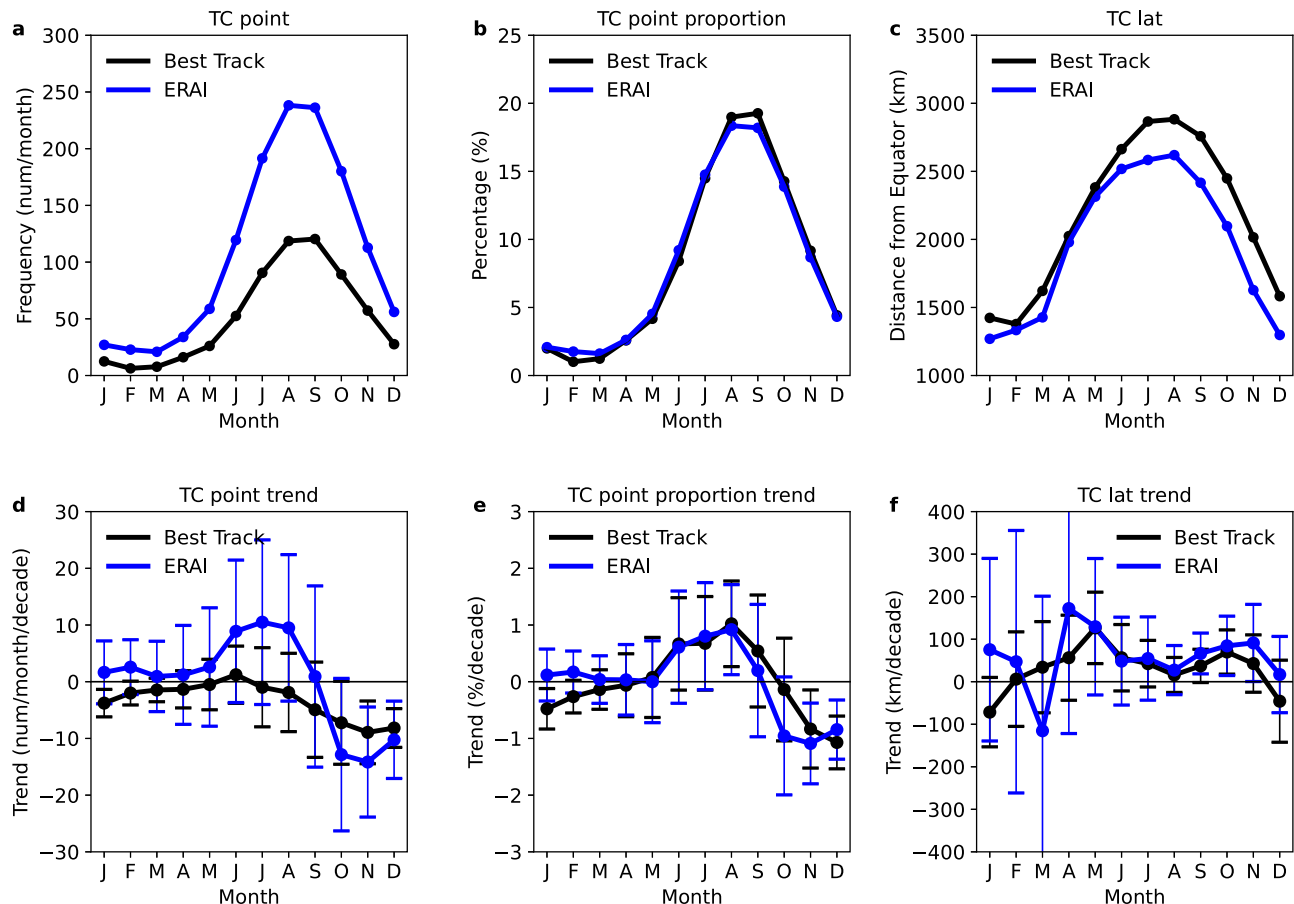 a
TC point
Frequency (num/month)
300
250
200
150
100
50
0
Best Track
ERAI
J F M A M J J A S O N D
Month
b
TC point proportion
Percentage (%)
25
20
15
10
5
0
Best Track
ERAI
J F M A M J J A S O N D
Month
c
TC lat
Distance from Equator (km)
3500
3000
2500
2000
1500
1000
Best Track
ERAI
J F M A M J J A S O N D
Month
d
TC point trend
Trend (num/month/decade)
30
20
10
0
−10
−20
−30
Best Track
ERAI
J F M A M J J A S O N D
Month
e
TC point proportion trend
Trend (%/decade)
3
2
1
0
−1
−2
−3
Best Track
ERAI
J F M A M J J A S O N D
Month
f
TC lat trend
Trend (km/decade)
400
300
200
100
0
−100
−200
−300
−400
Best Track
ERAI
J F M A M J J A S O N D
Month